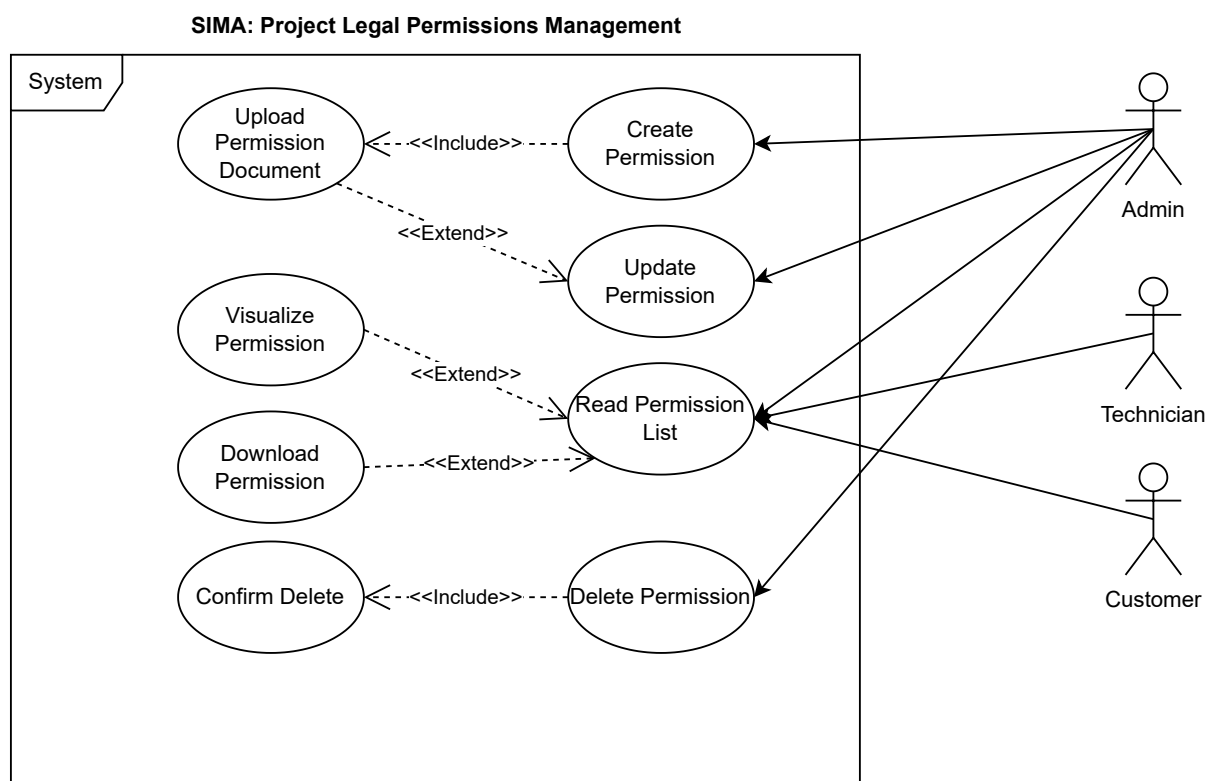 SIMA: Project Legal Permissions Management
System
Upload
Permission
Document
<<Include>>
Create
Permission
Admin
<<Extend>>
Update
Permission
Visualize
Permission
<<Extend>>
Read Permission
List
Technician
Download
Permission
<<Extend>>
Confirm Delete
<<Include>>
Delete Permission
Customer